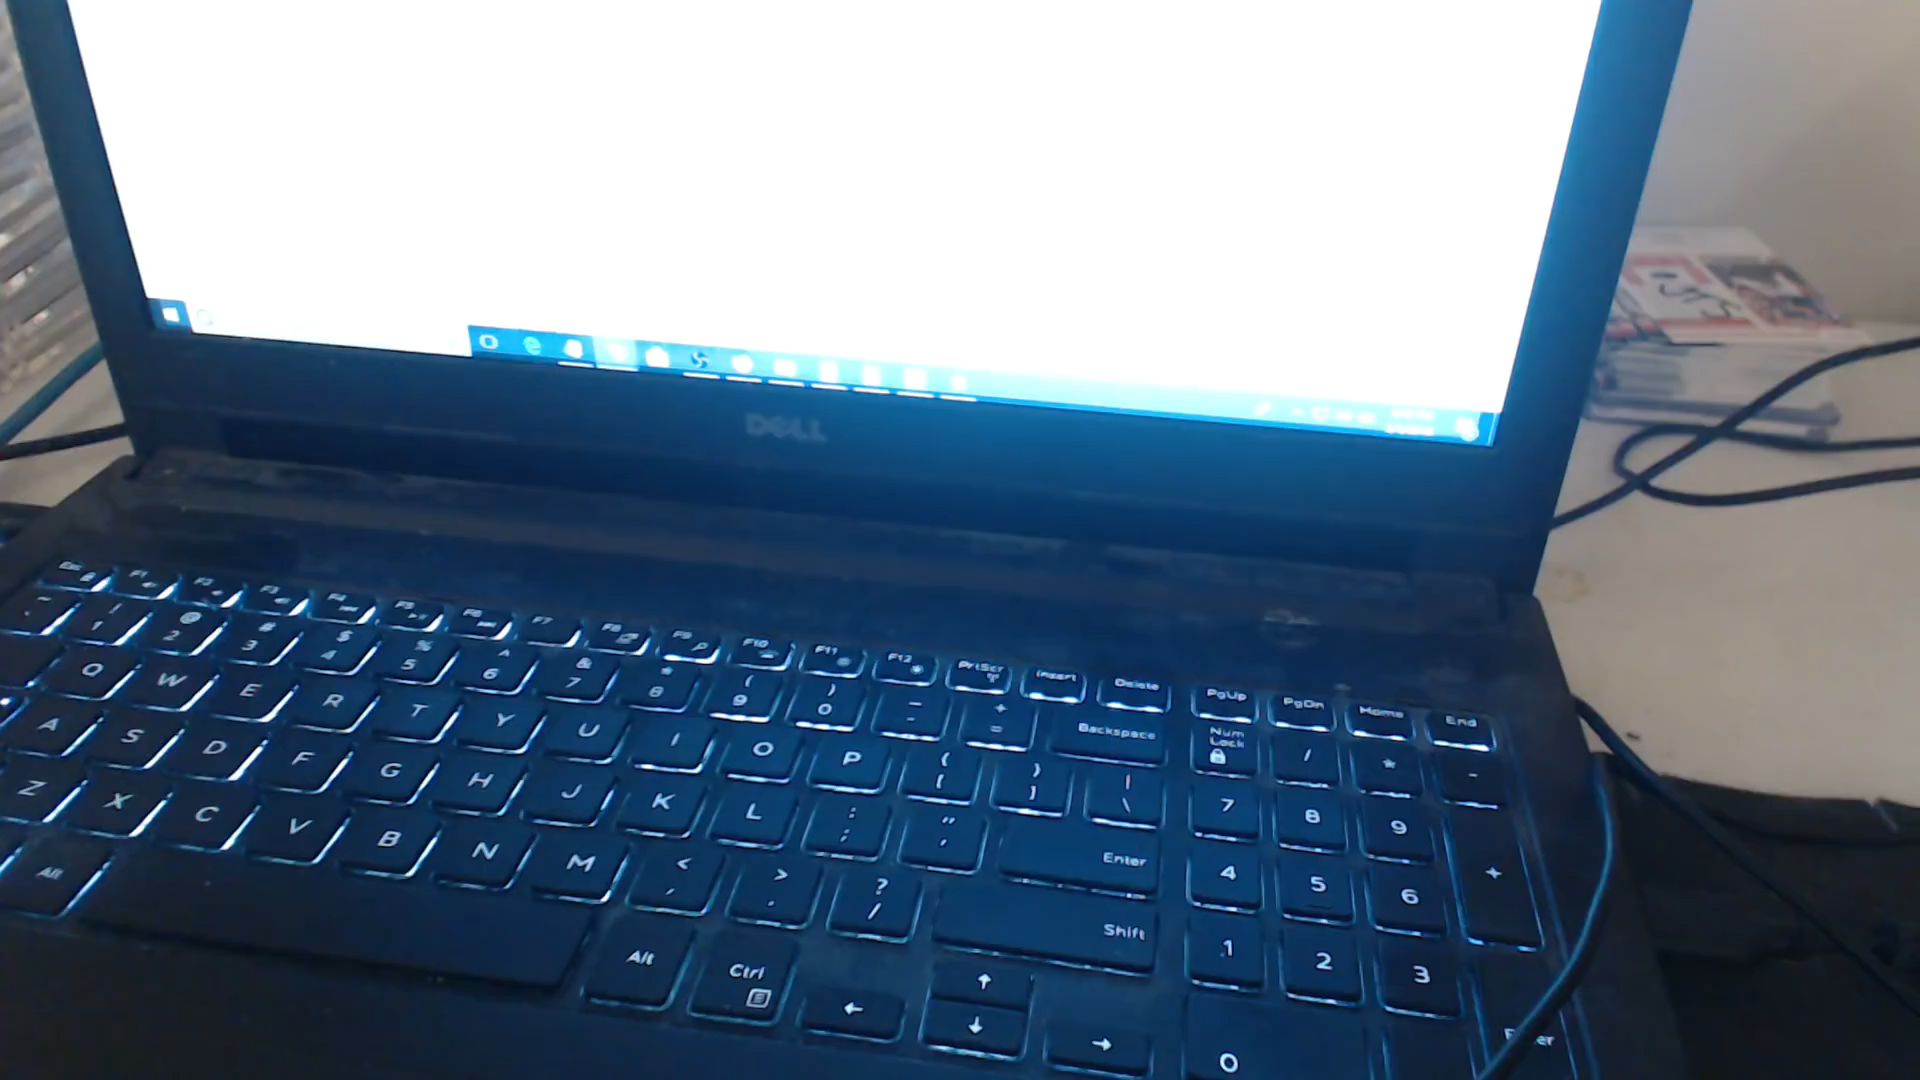 DELL
Esc F1 F2 F3 F4 F5 F6 F7 F8 F9 F10 F11 F12 PrtScr Insert Delete PgUp PgDn Home End
~ ! @ # $ % ^ & * ( ) _ +
` 1 2 3 4 5 6 7 8 9 0 - = Backspace Num Lock / * -
Q W E R T Y U I O P { [ } ] | \ 7 8 9 +
A S D F G H J K L : ; " ' Enter 4 5 6
Z X C V B N M < , > . ? / Shift 1 2 3
Alt Alt Ctrl ← ↑ ↓ → 0